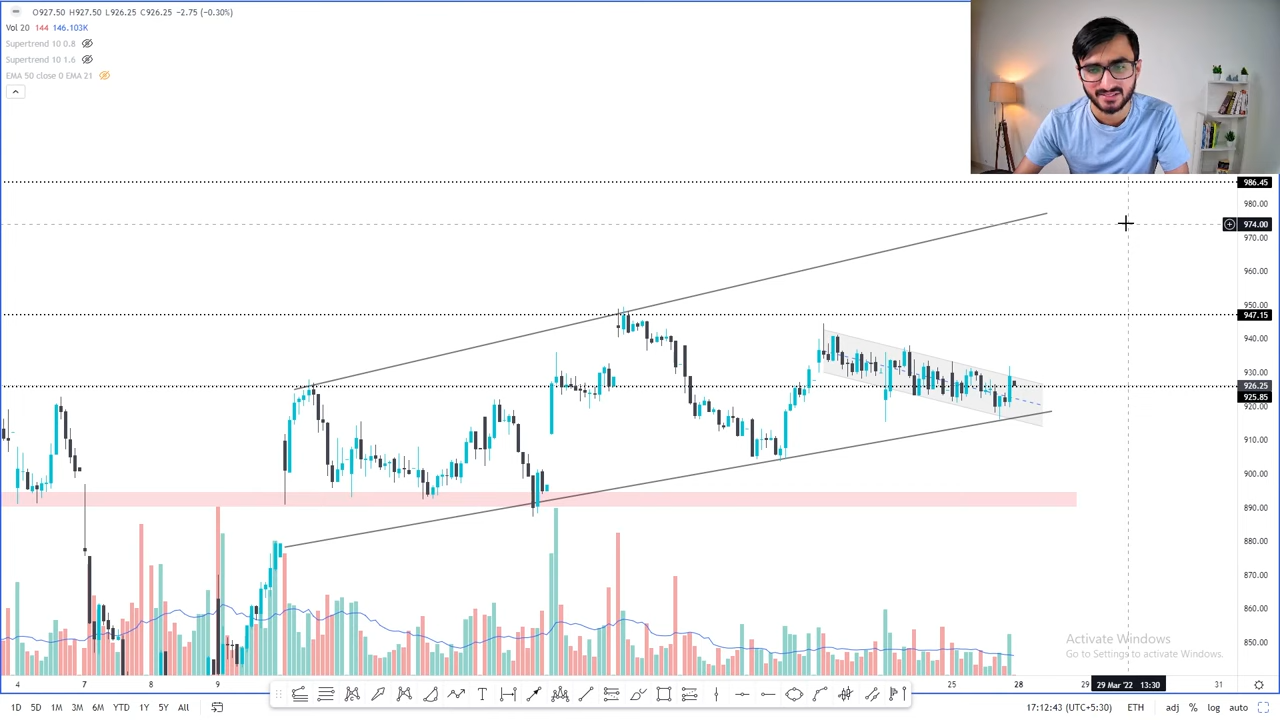 O927.50 H927.50 L926.25 C926.25 −2.75 (−0.30%)
Vol 20 144 146.103K
Supertrend 10 0.8
Supertrend 10 1.6
EMA 50 close 0 EMA 21
986.45
980.00
974.00
970.00
960.00
950.00
947.15
940.00
930.00
926.25
925.85
920.00
910.00
900.00
890.00
880.00
870.00
860.00
850.00
Activate Windows
Go to Settings to activate Windows.
4 7 8 9 25 28 29 29 Mar '22 13:30 31
1D 5D 1M 3M 6M YTD 1Y 5Y All 17:12:43 (UTC+5:30) ETH adj % log auto